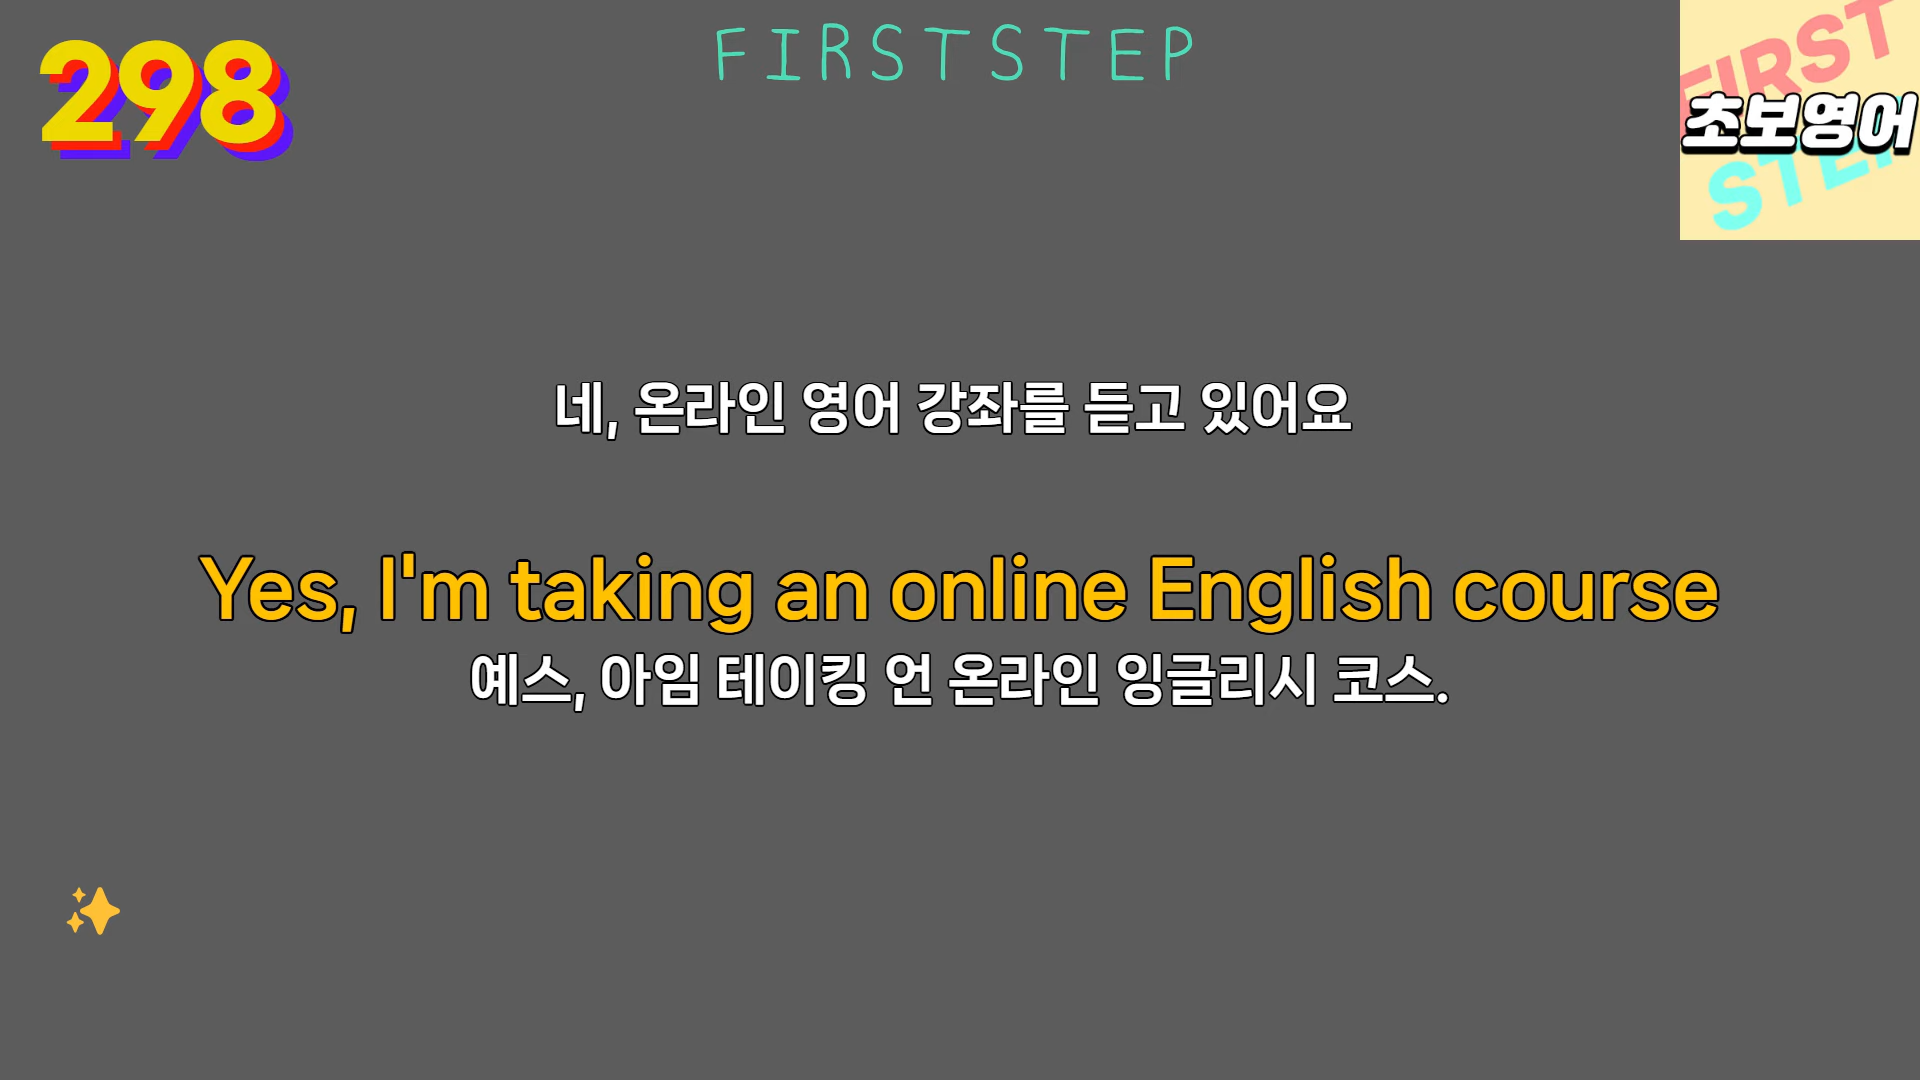 298
FIRSTSTEP
FIRST
초보영어
STEP
네, 온라인 영어 강좌를 듣고 있어요
Yes, I'm taking an online English course
예스, 아임 테이킹 언 온라인 잉글리시 코스.